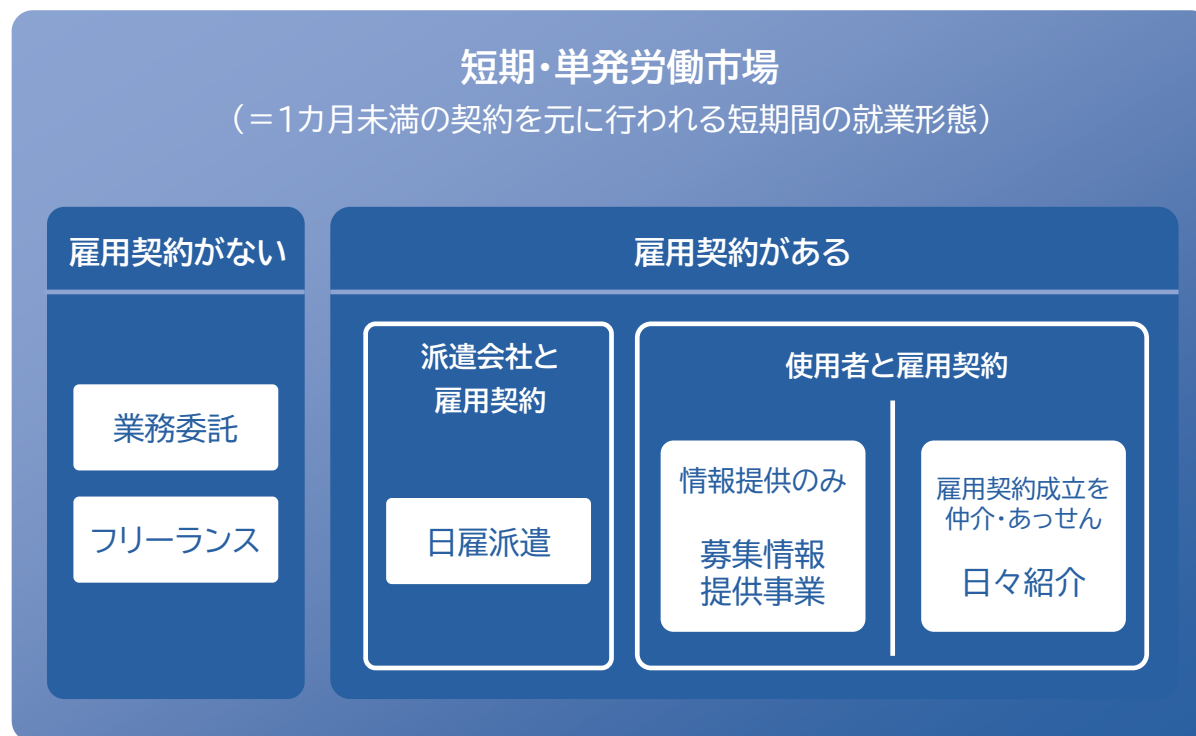 短期・単発労働市場
（＝1カ月未満の契約を元に行われる短期間の就業形態）
雇用契約がない
業務委託
フリーランス
雇用契約がある
派遣会社と
雇用契約
日雇派遣
使用者と雇用契約
情報提供のみ
募集情報
提供事業
雇用契約成立を
仲介・あっせん
日々紹介